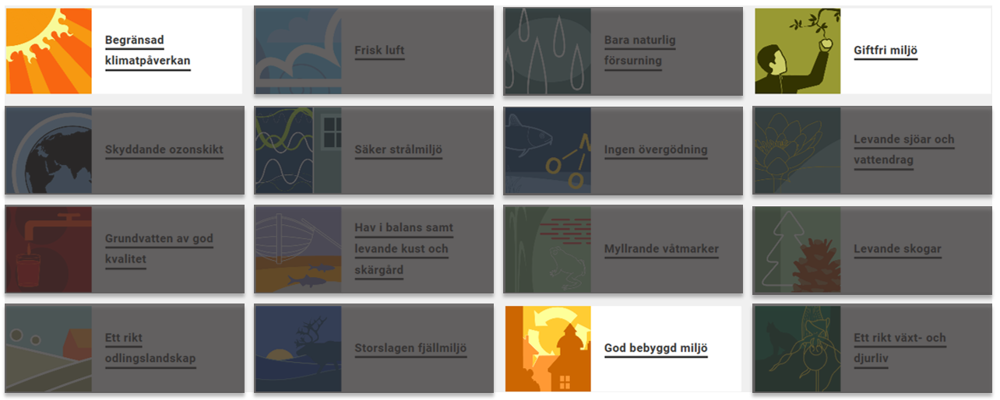 Begränsad
klimatpåverkan
Frisk luft
Bara naturlig
försurning
Giftfri miljö
Skyddande ozonskikt
Säker strålmiljö
Ingen övergödning
Levande sjöar och
vattendrag
Grundvatten av god
kvalitet
Hav i balans samt
levande kust och
skärgård
Myllrande våtmarker
Levande skogar
Ett rikt
odlingslandskap
Storslagen fjällmiljö
God bebyggd miljö
Ett rikt växt- och
djurliv